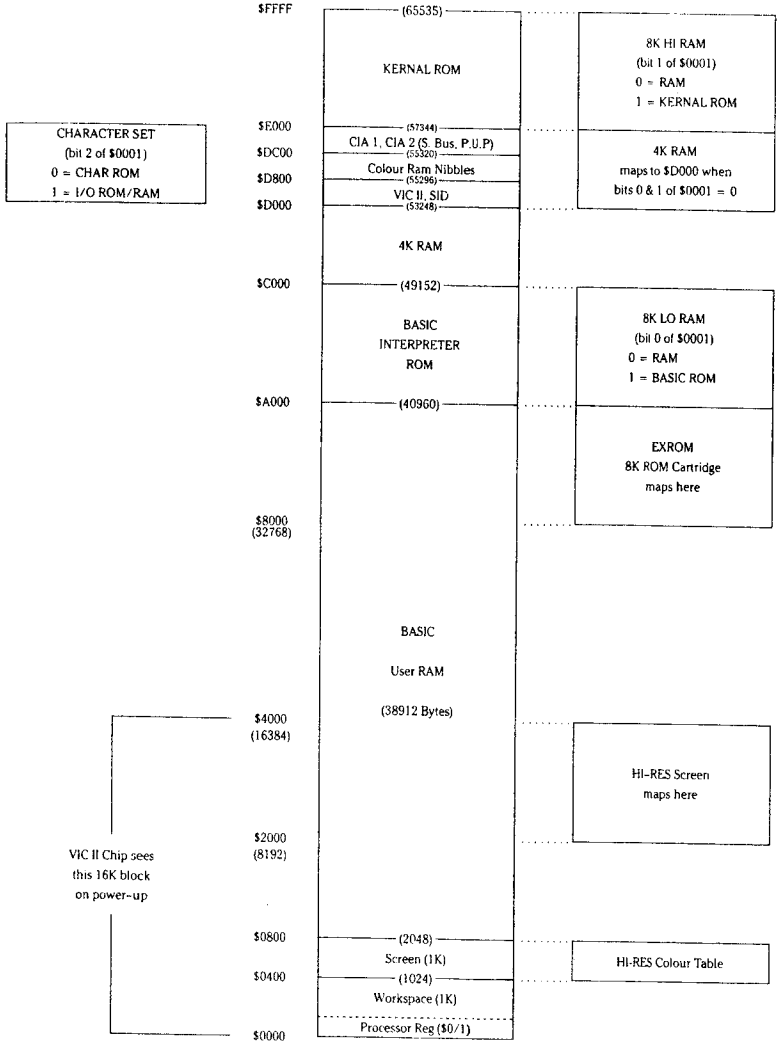 $FFFF
(65535)
KERNAL ROM
8K HI RAM
(bit 1 of $0001)
0 = RAM
1 = KERNAL ROM
$E000
(57344)
CHARACTER SET
(bit 2 of $0001)
0 = CHAR ROM
1 = I/O ROM/RAM
CIA 1, CIA 2 (S. Bus, P.U.P)
$DC00
(55320)
Colour Ram Nibbles
$D800
(55296)
VIC II, SID
$D000
(53248)
4K RAM
maps to $D000 when
bits 0 & 1 of $0001 = 0
4K RAM
$C000
(49152)
BASIC
INTERPRETER
ROM
8K LO RAM
(bit 0 of $0001)
0 = RAM
1 = BASIC ROM
$A000
(40960)
EXROM
8K ROM Cartridge
maps here
$8000
(32768)
BASIC
User RAM
(38912 Bytes)
$4000
(16384)
HI-RES Screen
maps here
$2000
(8192)
VIC II Chip sees
this 16K block
on power-up
$0800
(2048)
Screen (1K)
HI-RES Colour Table
$0400
(1024)
Workspace (1K)
Processor Reg ($0/1)
$0000